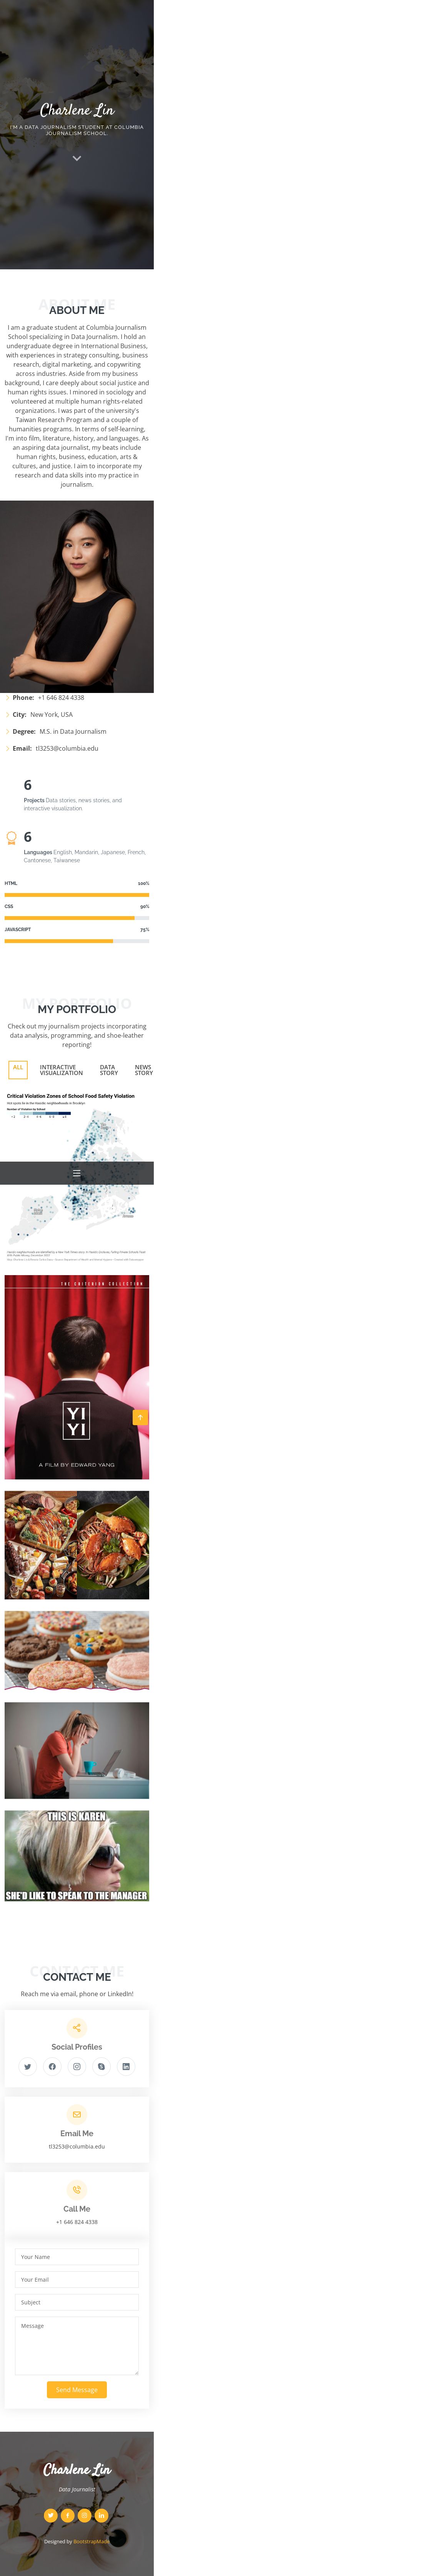 Charlene Lin
I'M A DATA JOURNALISM STUDENT AT COLUMBIA
JOURNALISM SCHOOL.
ABOUT ME
ABOUT ME
I am a graduate student at Columbia Journalism
School specializing in Data Journalism. I hold an
undergraduate degree in International Business,
with experiences in strategy consulting, business
research, digital marketing, and copywriting
across industries. Aside from my business
background, I care deeply about social justice and
human rights issues. I minored in sociology and
volunteered at multiple human rights-related
organizations. I was part of the university's
Taiwan Research Program and a couple of
humanities programs. In terms of self-learning,
I'm into film, literature, history, and languages. As
an aspiring data journalist, my beats include
human rights, business, education, arts &
cultures, and justice. I aim to incorporate my
research and data skills into my practice in
journalism.
Phone: +1 646 824 4338
City: New York, USA
Degree: M.S. in Data Journalism
Email: tl3253@columbia.edu
6
Projects Data stories, news stories, and
interactive visualization
6
Languages English, Mandarin, Japanese, French,
Cantonese, Taiwanese
HTML 100%
CSS 90%
JAVASCRIPT 75%
MY PORTFOLIO
MY PORTFOLIO
Check out my journalism projects incorporating
data analysis, programming, and shoe-leather
reporting!
ALL
INTERACTIVE
VISUALIZATION
DATA
STORY
NEWS
STORY
Critical Violation Zones of School Food Safety Violation
Number of Violations by School
THE CRITERION COLLECTION
YI
YI
A FILM BY EDWARD YANG
THIS IS KAREN
SHE'D LIKE TO SPEAK TO THE MANAGER
CONTACT ME
CONTACT ME
Reach me via email, phone or LinkedIn!
Social Profiles
Email Me
tl3253@columbia.edu
Call Me
+1 646 824 4338
Your Name
Your Email
Subject
Message
Send Message
Charlene Lin
Data Journalist
Designed by BootstrapMade